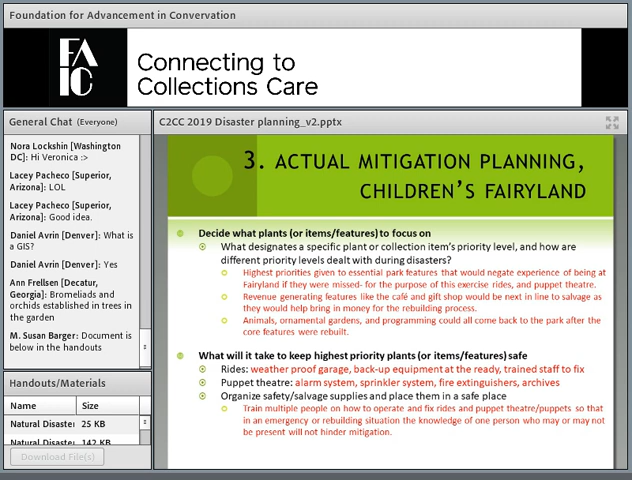 Foundation for Advancement in Convervation
FA
IC
Connecting to
Collections Care
General Chat (Everyone)
Nora Lockshin [Washington
DC]: Hi Veronica :>
Lacey Pacheco [Superior,
Arizona]: LOL
Lacey Pacheco [Superior,
Arizona]: Good idea.
Daniel Avrin [Denver]: What is
a GIS?
Daniel Avrin [Denver]: Yes
Ann Frellsen [Decatur,
Georgia]: Bromeliads and
orchids established in trees in
the garden
M. Susan Barger: Document is
below in the handouts
Handouts/Materials
Name Size
Natural Disaster 25 KB
Natural Disaster 142 KB
Download File(s)
C2CC 2019 Disaster planning_v2.pptx
3. ACTUAL MITIGATION PLANNING,
CHILDREN'S FAIRYLAND
Decide what plants (or items/features) to focus on
What designates a specific plant or collection item's priority level, and how are
different priority levels dealt with during disasters?
Highest priorities given to essential park features that would negate experience of being at
Fairyland if they were missed- for the purpose of this exercise rides, and puppet theatre.
Revenue generating features like the café and gift shop would be next in line to salvage as
they would help bring in money for the rebuilding process.
Animals, ornamental gardens, and programming could all come back to the park after the
core features were rebuilt.
What will it take to keep highest priority plants (or items/features) safe
Rides: weather proof garage, back-up equipment at the ready, trained staff to fix
Puppet theatre: alarm system, sprinkler system, fire extinguishers, archives
Organize safety/salvage supplies and place them in a safe place
Train multiple people on how to operate and fix rides and puppet theatre/puppets so that
in an emergency or rebuilding situation the knowledge of one person who may or may not
be present will not hinder mitigation.